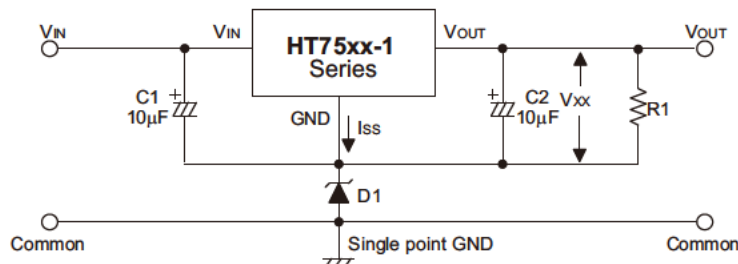 VIN
VIN
HT75xx-1
Series
VOUT
VOUT
C1
10µF
GND
ISS
C2
10µF
VXX
R1
D1
Common
Single point GND
Common